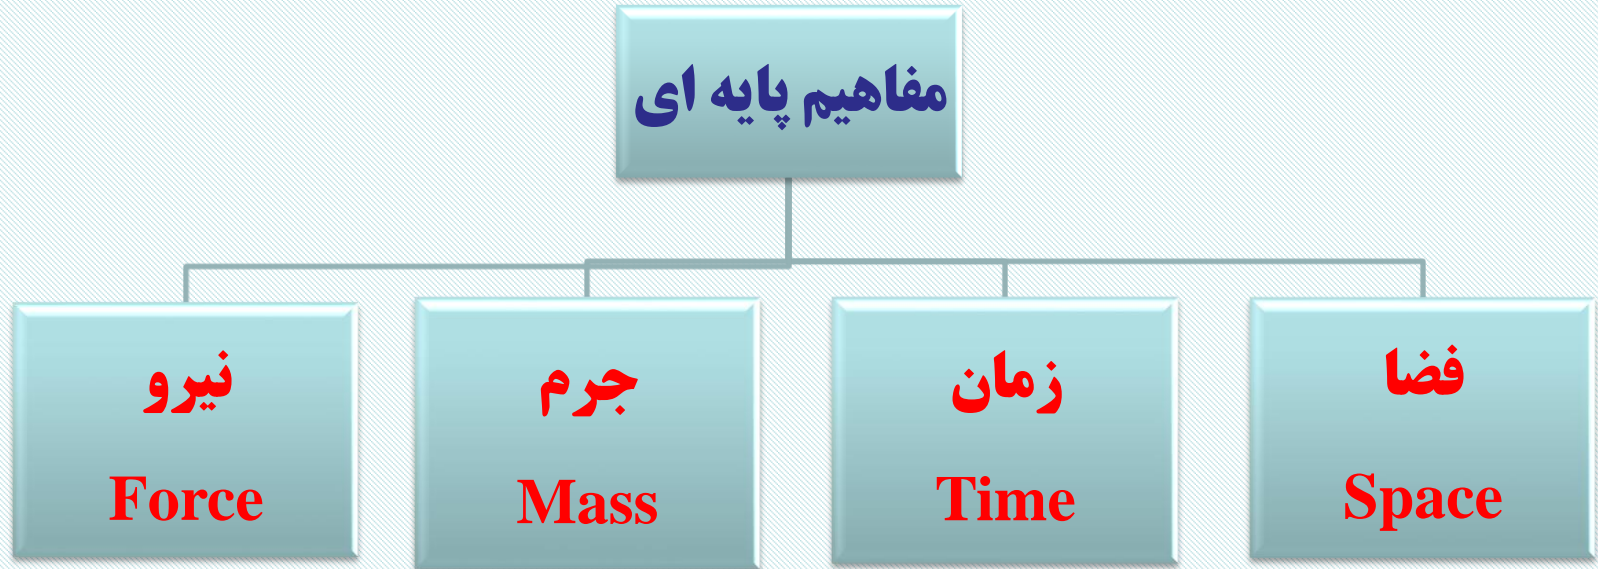 مفاهیم پایه ای
فضا
Space
زمان
Time
جرم
Mass
نیرو
Force